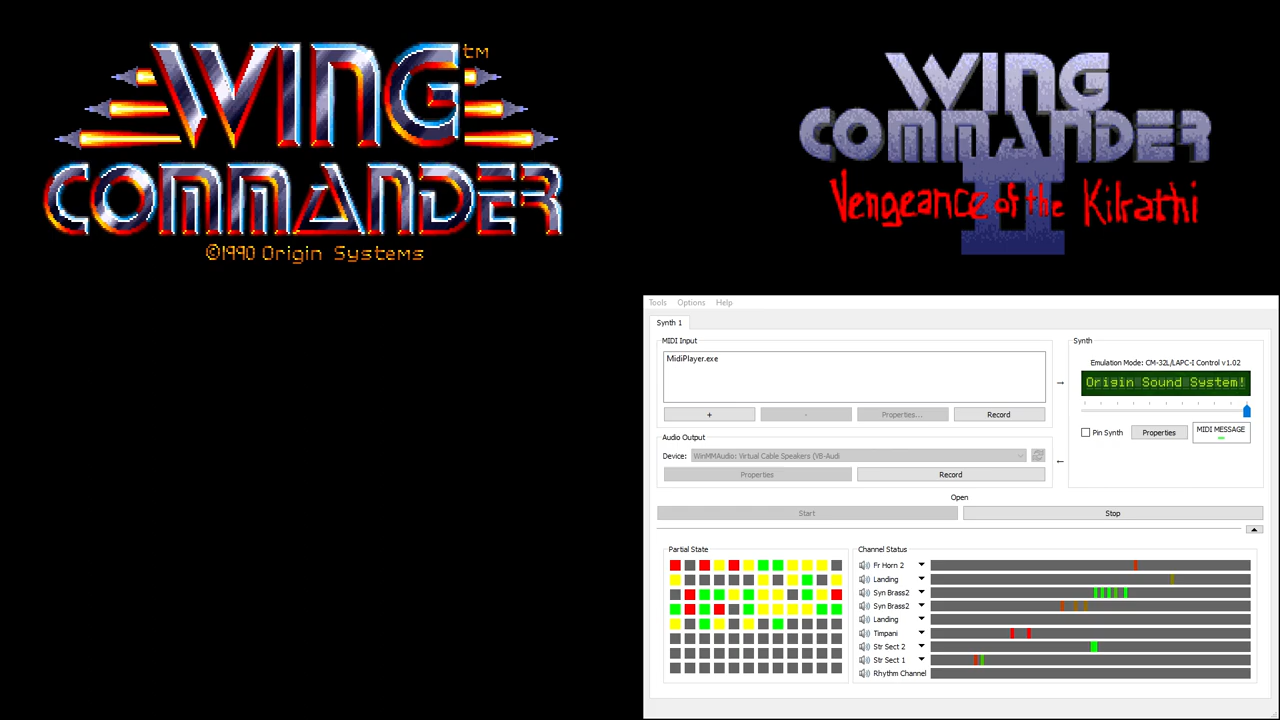 WING TM
COMMANDER
©1990 Origin Systems
WING
COMMANDER
II
Vengeance of the Kilrathi
Tools Options Help
Synth 1
MIDI Input
MidiPlayer.exe
+ - Properties... Record
Audio Output
Device: WinMMAudio: Virtual Cable Speakers (VB-Audi
Properties Record
Synth
Emulation Mode: CM-32L/LAPC-I Control v1.02
Origin Sound System!
Pin Synth Properties MIDI MESSAGE
Open
Start Stop
Partial State
Channel Status
Fr Horn 2
Landing
Syn Brass2
Syn Brass2
Landing
Timpani
Str Sect 2
Str Sect 1
Rhythm Channel